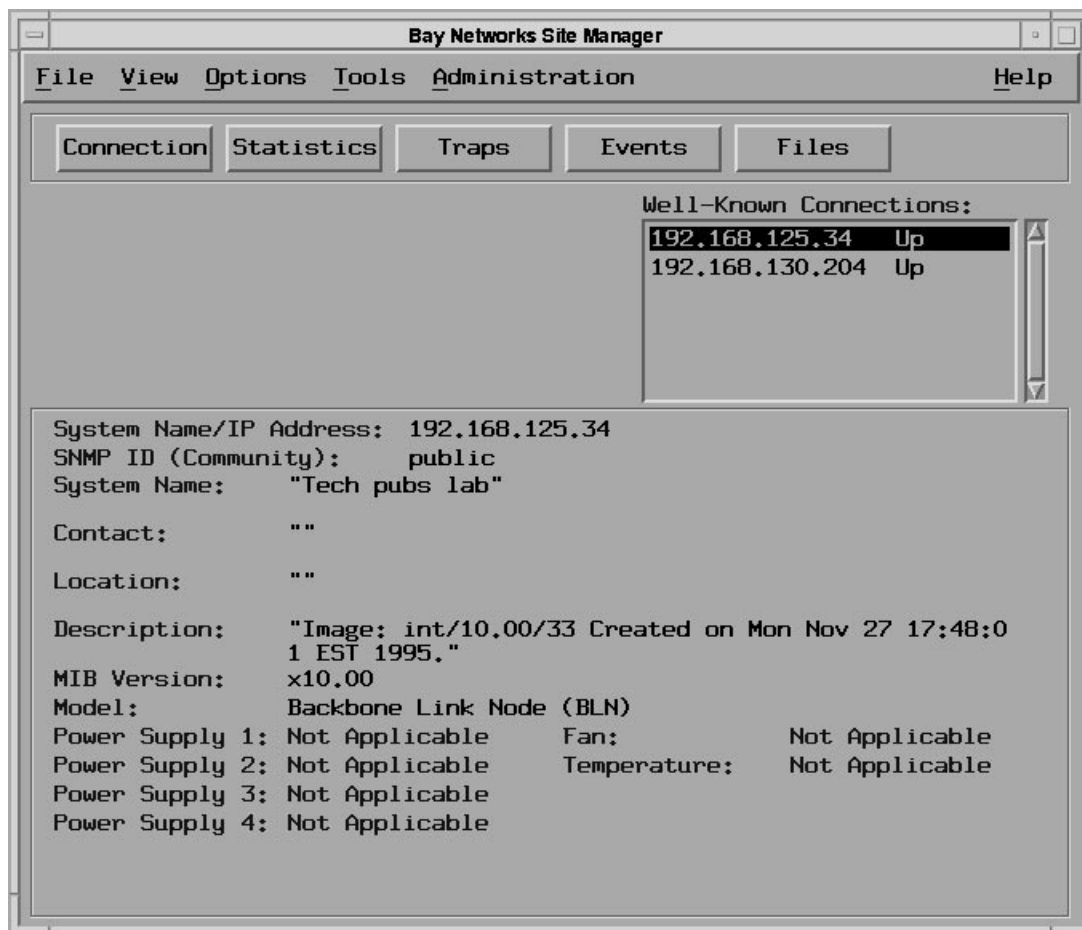 Bay Networks Site Manager
File View Options Tools Administration Help
Connection Statistics Traps Events Files
Well-Known Connections:
192.168.125.34 Up
192.168.130.204 Up
System Name/IP Address: 192.168.125.34
SNMP ID (Community): public
System Name: "Tech pubs lab"
Contact: ""
Location: ""
Description: "Image: int/10.00/33 Created on Mon Nov 27 17:48:0
1 EST 1995."
MIB Version: x10.00
Model: Backbone Link Node (BLN)
Power Supply 1: Not Applicable Fan: Not Applicable
Power Supply 2: Not Applicable Temperature: Not Applicable
Power Supply 3: Not Applicable
Power Supply 4: Not Applicable